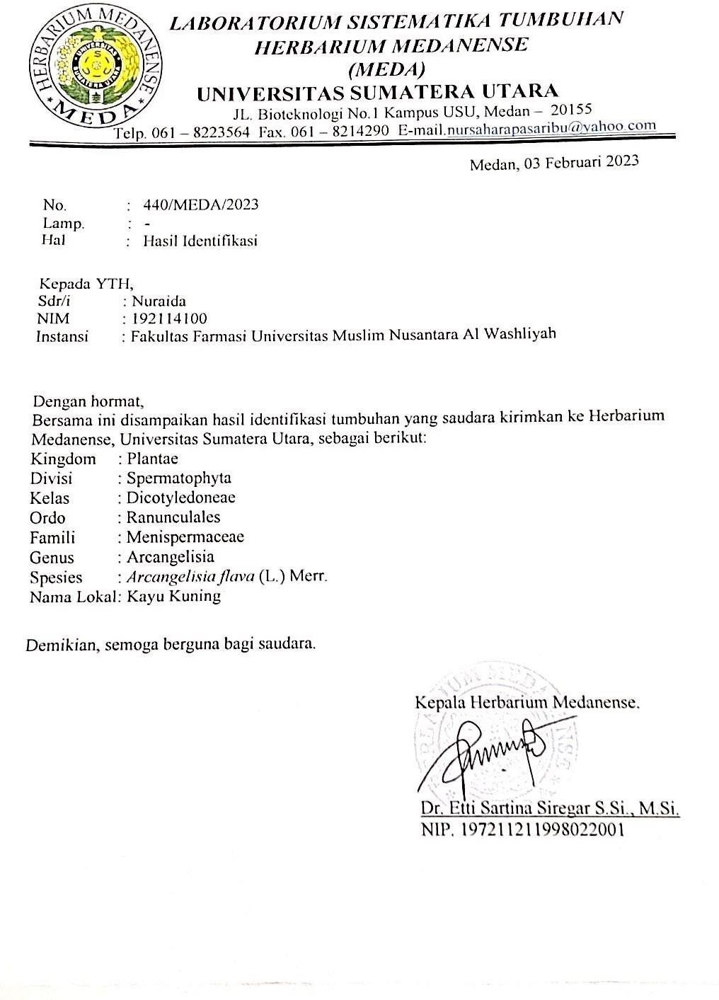 HERBARIUM MEDANENSE
MEDA
UNIVERSITAS
SUMATERA UTARA
LABORATORIUM SISTEMATIKA TUMBUHAN
HERBARIUM MEDANENSE
(MEDA)
UNIVERSITAS SUMATERA UTARA
JL. Bioteknologi No.1 Kampus USU, Medan – 20155
Telp. 061 – 8223564 Fax. 061 – 8214290 E-mail.nursaharapasaribu@yahoo.com
Medan, 03 Februari 2023
No. : 440/MEDA/2023
Lamp. : -
Hal : Hasil Identifikasi
Kepada YTH,
Sdr/i : Nuraida
NIM : 192114100
Instansi : Fakultas Farmasi Universitas Muslim Nusantara Al Washliyah
Dengan hormat,
Bersama ini disampaikan hasil identifikasi tumbuhan yang saudara kirimkan ke Herbarium
Medanense, Universitas Sumatera Utara, sebagai berikut:
Kingdom : Plantae
Divisi : Spermatophyta
Kelas : Dicotyledoneae
Ordo : Ranunculales
Famili : Menispermaceae
Genus : Arcangelisia
Spesies : Arcangelisia flava (L.) Merr.
Nama Lokal: Kayu Kuning
Demikian, semoga berguna bagi saudara.
Kepala Herbarium Medanense.
Dr. Etti Sartina Siregar S.Si., M.Si.
NIP. 197211211998022001